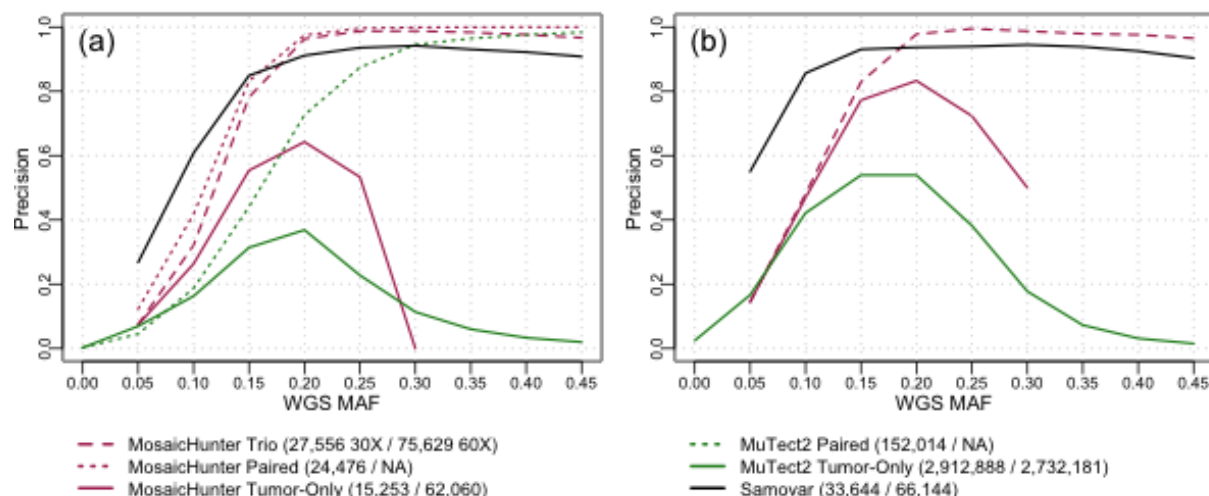 (a)
(b)
Precision
0.0 0.2 0.4 0.6 0.8 1.0
0.00 0.05 0.10 0.15 0.20 0.25 0.30 0.35 0.40 0.45
WGS MAF
Precision
0.0 0.2 0.4 0.6 0.8 1.0
0.00 0.05 0.10 0.15 0.20 0.25 0.30 0.35 0.40 0.45
WGS MAF
MosaicHunter Trio (27,556 30X / 75,629 60X)
MosaicHunter Paired (24,476 / NA)
MosaicHunter Tumor-Only (15,253 / 62,060)
MuTect2 Paired (152,014 / NA)
MuTect2 Tumor-Only (2,912,888 / 2,732,181)
Samovar (33,644 / 66,144)